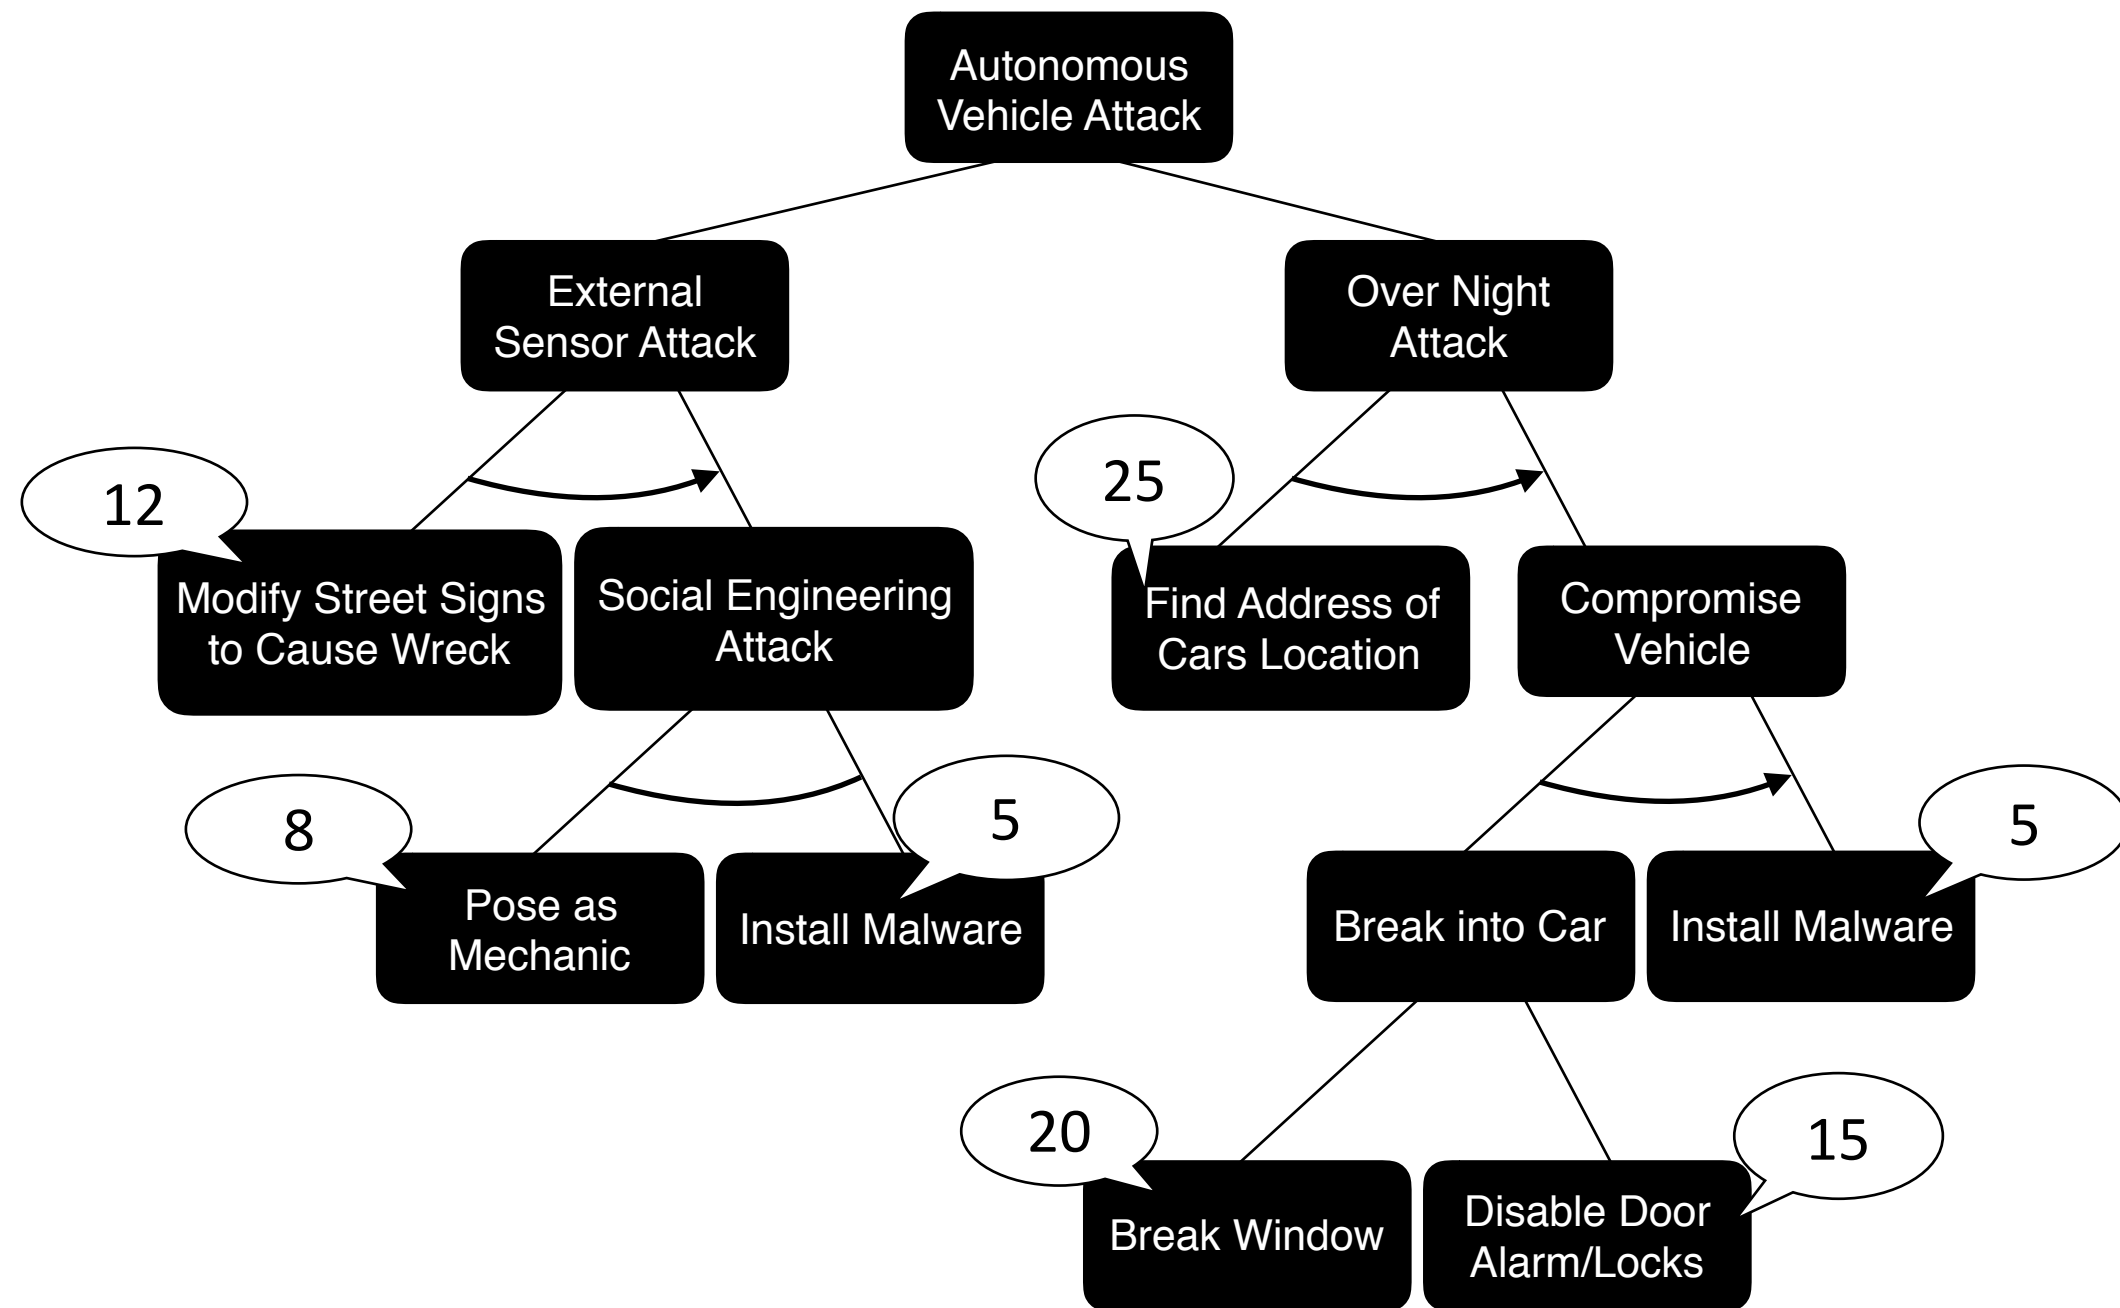 Autonomous
Vehicle Attack
External
Sensor Attack
Over Night
Attack
12
25
Modify Street Signs
to Cause Wreck
Social Engineering
Attack
Find Address of
Cars Location
Compromise
Vehicle
8
5
5
Pose as
Mechanic
Install Malware
Break into Car
Install Malware
20
15
Break Window
Disable Door
Alarm/Locks